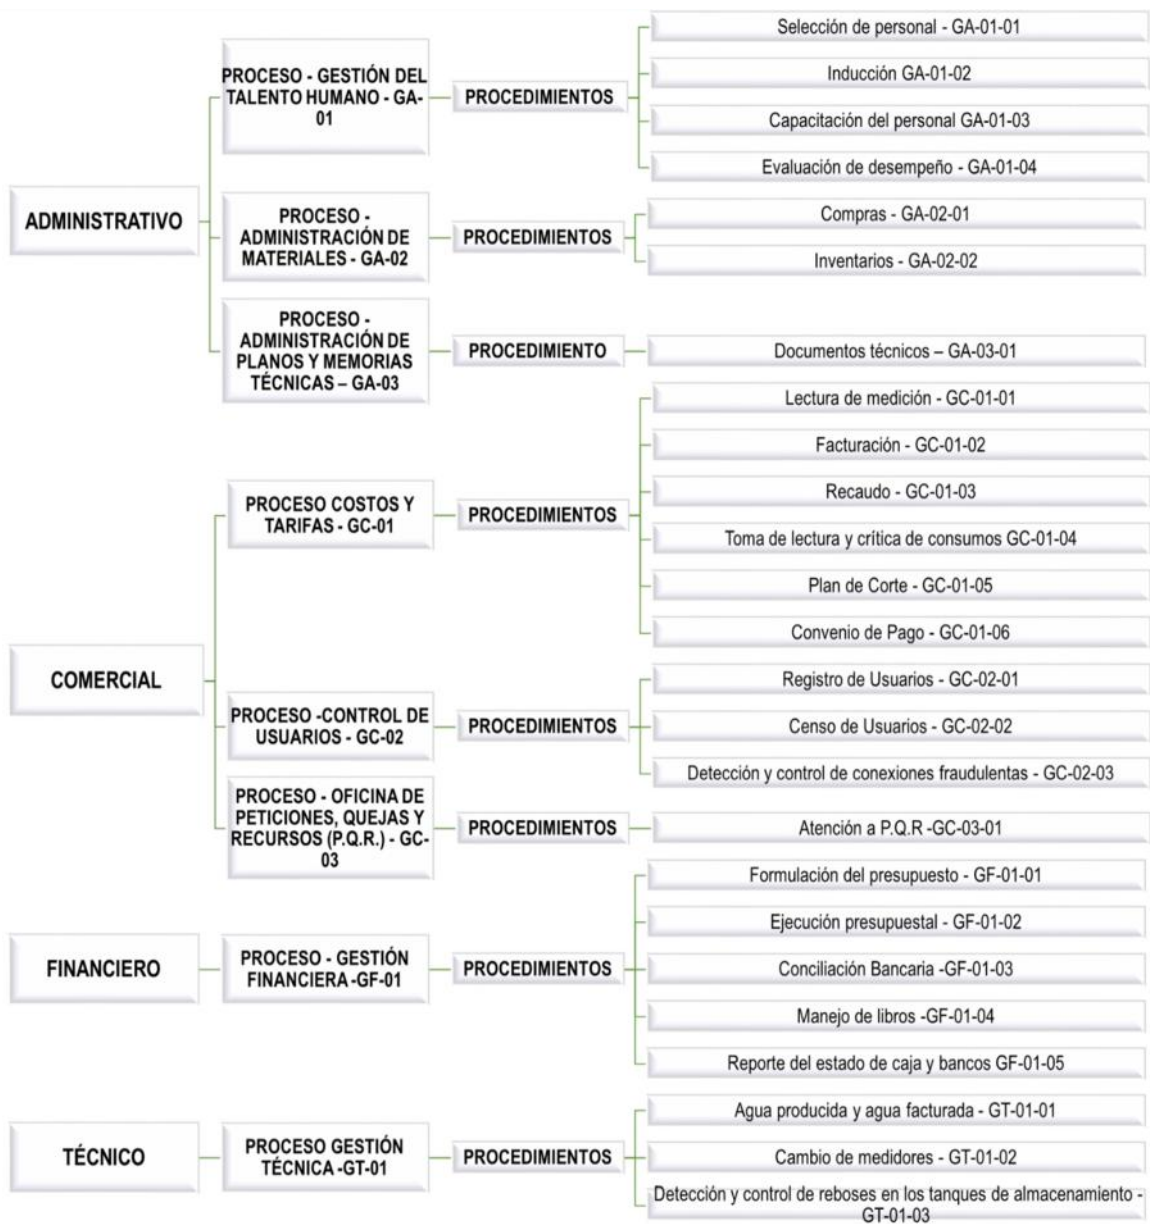 ADMINISTRATIVO
PROCESO - GESTIÓN DEL
TALENTO HUMANO - GA-
01
PROCEDIMIENTOS
Selección de personal - GA-01-01
Inducción GA-01-02
Capacitación del personal GA-01-03
Evaluación de desempeño - GA-01-04
PROCESO -
ADMINISTRACIÓN DE
MATERIALES - GA-02
PROCEDIMIENTOS
Compras - GA-02-01
Inventarios - GA-02-02
PROCESO -
ADMINISTRACIÓN DE
PLANOS Y MEMORIAS
TÉCNICAS – GA-03
PROCEDIMIENTO
Documentos técnicos – GA-03-01
COMERCIAL
PROCESO COSTOS Y
TARIFAS - GC-01
PROCEDIMIENTOS
Lectura de medición - GC-01-01
Facturación - GC-01-02
Recaudo - GC-01-03
Toma de lectura y crítica de consumos GC-01-04
Plan de Corte - GC-01-05
Convenio de Pago - GC-01-06
PROCESO -CONTROL DE
USUARIOS - GC-02
PROCEDIMIENTOS
Registro de Usuarios - GC-02-01
Censo de Usuarios - GC-02-02
Detección y control de conexiones fraudulentas - GC-02-03
PROCESO - OFICINA DE
PETICIONES, QUEJAS Y
RECURSOS (P.Q.R.) - GC-
03
PROCEDIMIENTOS
Atención a P.Q.R -GC-03-01
FINANCIERO
PROCESO - GESTIÓN
FINANCIERA -GF-01
PROCEDIMIENTOS
Formulación del presupuesto - GF-01-01
Ejecución presupuestal - GF-01-02
Conciliación Bancaria -GF-01-03
Manejo de libros -GF-01-04
Reporte del estado de caja y bancos GF-01-05
TÉCNICO
PROCESO GESTIÓN
TÉCNICA -GT-01
PROCEDIMIENTOS
Agua producida y agua facturada - GT-01-01
Cambio de medidores - GT-01-02
Detección y control de reboses en los tanques de almacenamiento -
GT-01-03